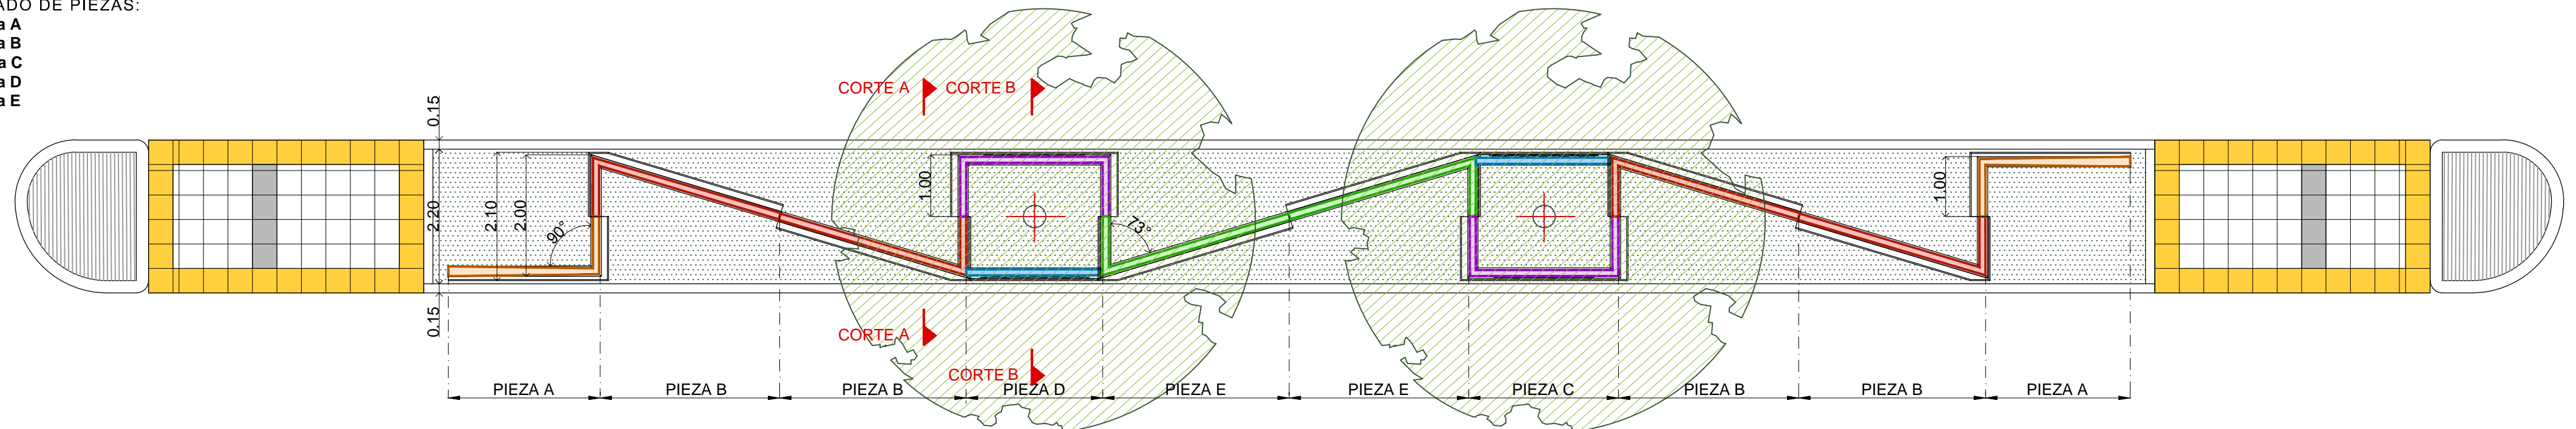 ADO DE PIEZAS:
a A
a B
a C
a D
a E
CORTE A
CORTE B
0.15
2.20
2.10
2.00
90°
1.00
73°
1.00
0.15
CORTE A
CORTE B
PIEZA A
PIEZA B
PIEZA B
PIEZA D
PIEZA E
PIEZA E
PIEZA C
PIEZA B
PIEZA B
PIEZA A